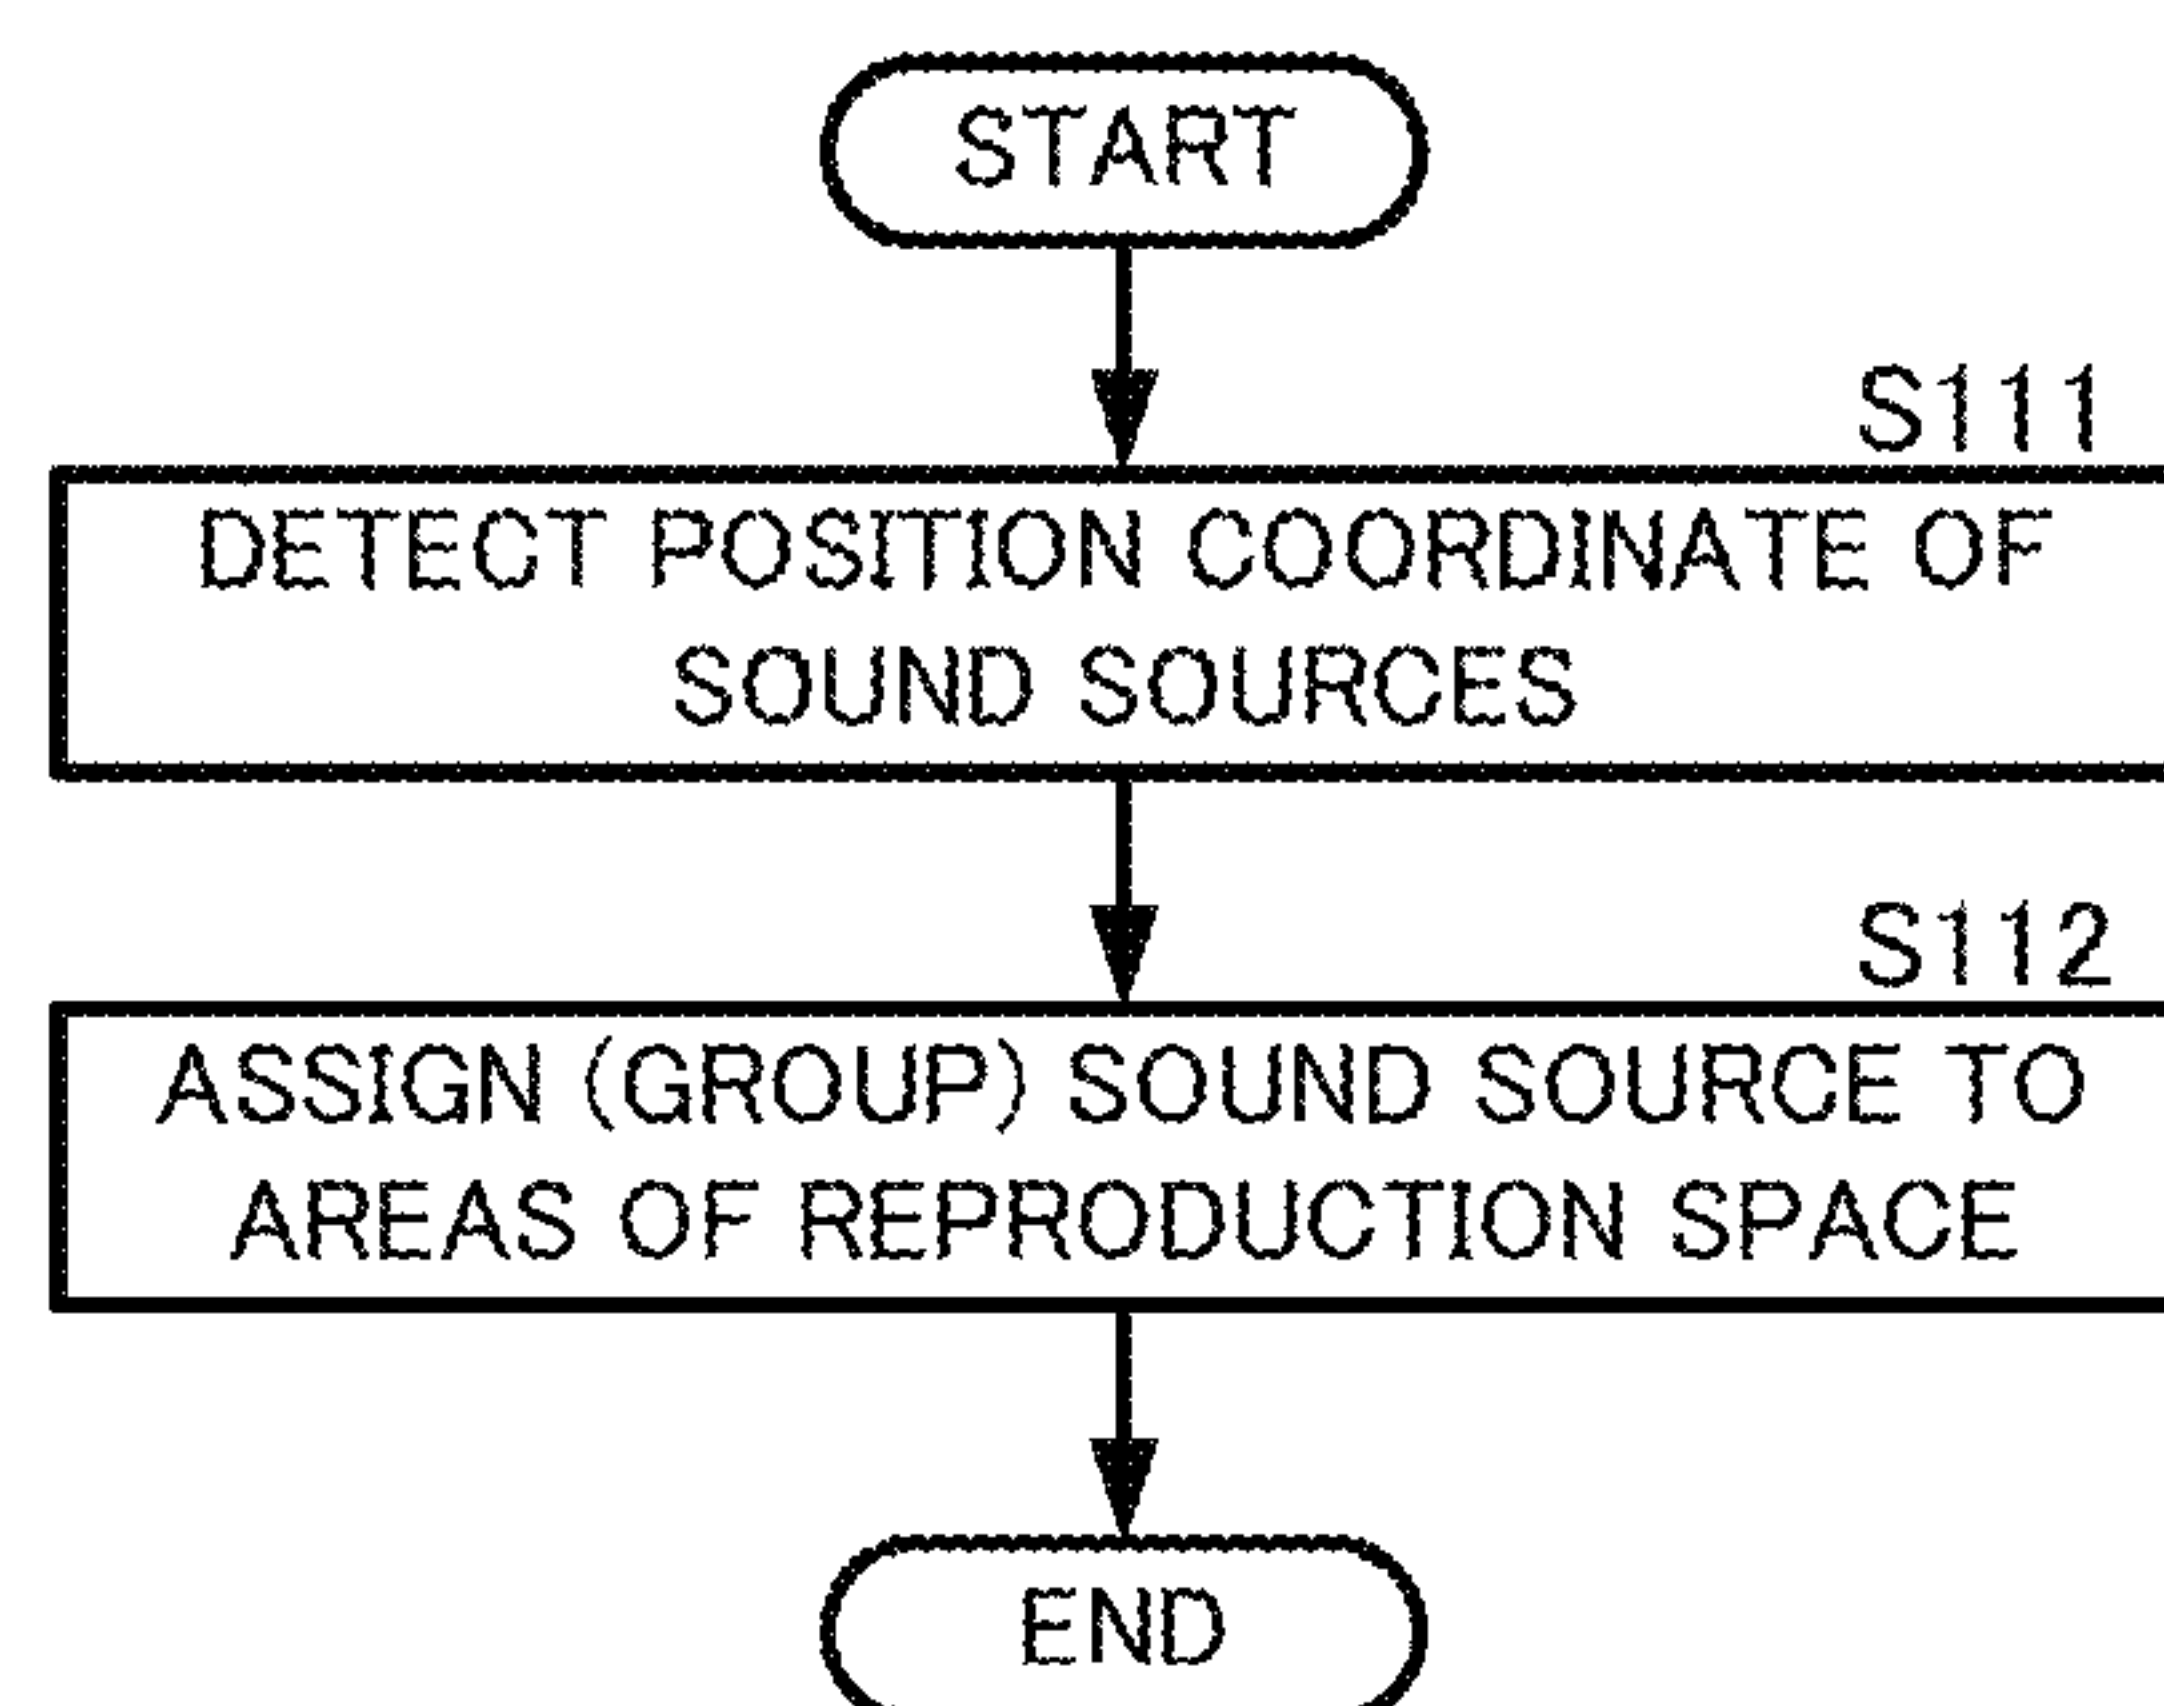 START
S111
DETECT POSITION COORDINATE OF
SOUND SOURCES
S112
ASSIGN (GROUP) SOUND SOURCE TO
AREAS OF REPRODUCTION SPACE
END